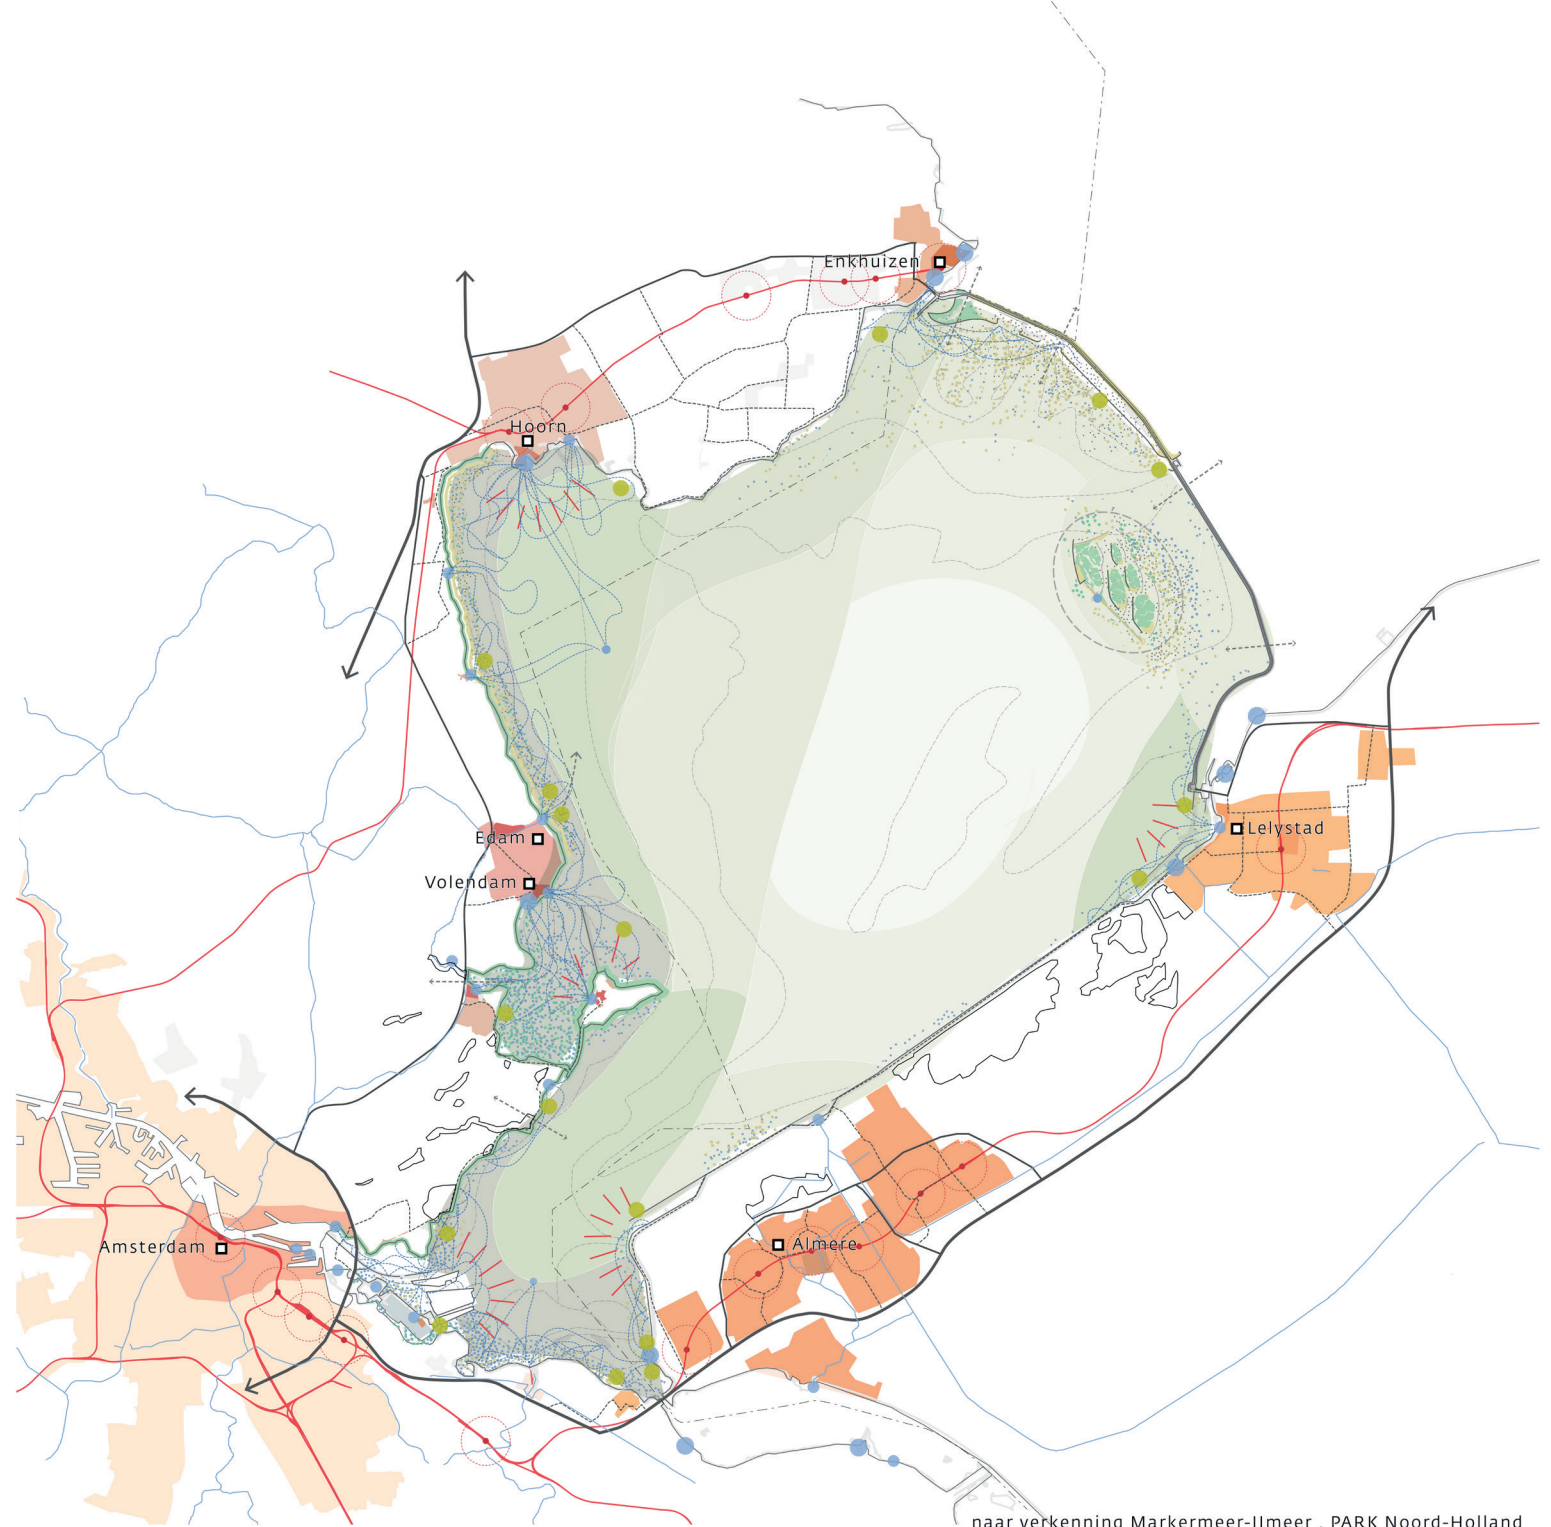 Enkhuizen
Hoorn
Edam
Lelystad
Volendam
Amsterdam
Almere
naar verkenning Markermeer-IJmeer . PARK Noord-Holland